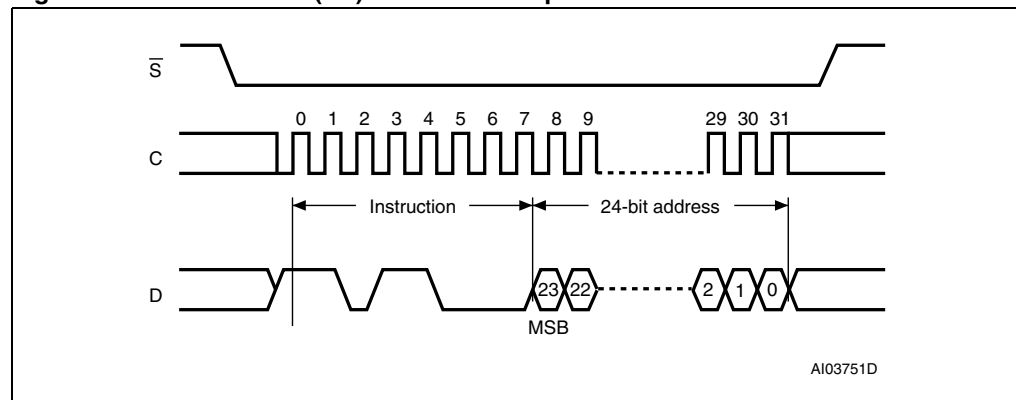 S
0 1 2 3 4 5 6 7 8 9 29 30 31
C
Instruction 24-bit address
D 23 22 2 1 0
MSB
AI03751D